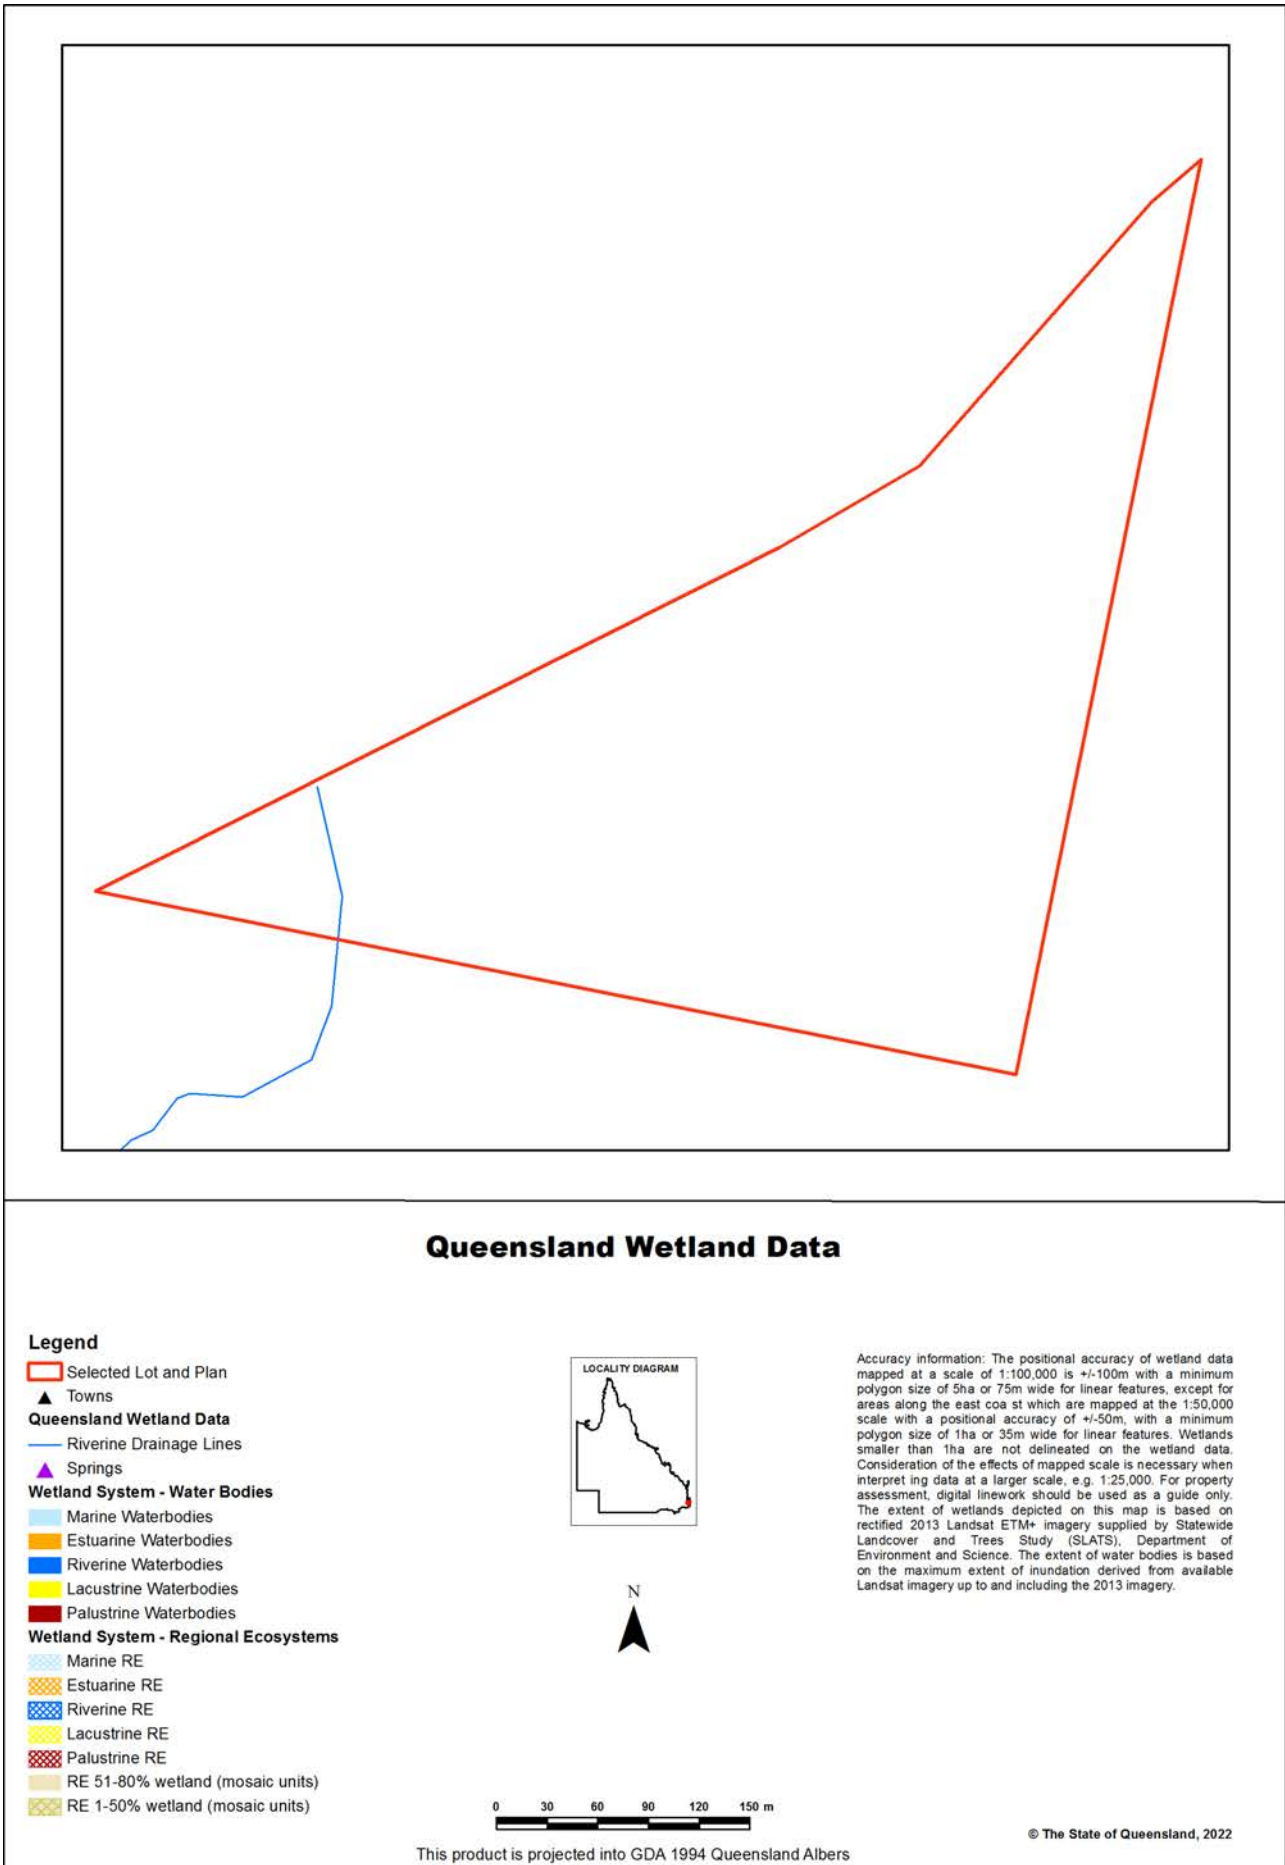 Queensland Wetland Data
Legend
Selected Lot and Plan
Towns
Queensland Wetland Data
Riverine Drainage Lines
Springs
Wetland System - Water Bodies
Marine Waterbodies
Estuarine Waterbodies
Riverine Waterbodies
Lacustrine Waterbodies
Palustrine Waterbodies
Wetland System - Regional Ecosystems
Marine RE
Estuarine RE
Riverine RE
Lacustrine RE
Palustrine RE
RE 51-80% wetland (mosaic units)
RE 1-50% wetland (mosaic units)
LOCALITY DIAGRAM
N
0 30 60 90 120 150 m
This product is projected into GDA 1994 Queensland Albers
Accuracy information: The positional accuracy of wetland data
mapped at a scale of 1:100,000 is +/-100m with a minimum
polygon size of 5ha or 75m wide for linear features, except for
areas along the east coa st which are mapped at the 1:50,000
scale with a positional accuracy of +/-50m, with a minimum
polygon size of 1ha or 35m wide for linear features. Wetlands
smaller than 1ha are not delineated on the wetland data.
Consideration of the effects of mapped scale is necessary when
interpret ing data at a larger scale, e.g. 1:25,000. For property
assessment, digital linework should be used as a guide only.
The extent of wetlands depicted on this map is based on
rectified 2013 Landsat ETM+ imagery supplied by Statewide
Landcover and Trees Study (SLATS), Department of
Environment and Science. The extent of water bodies is based
on the maximum extent of inundation derived from available
Landsat imagery up to and including the 2013 imagery.
© The State of Queensland, 2022